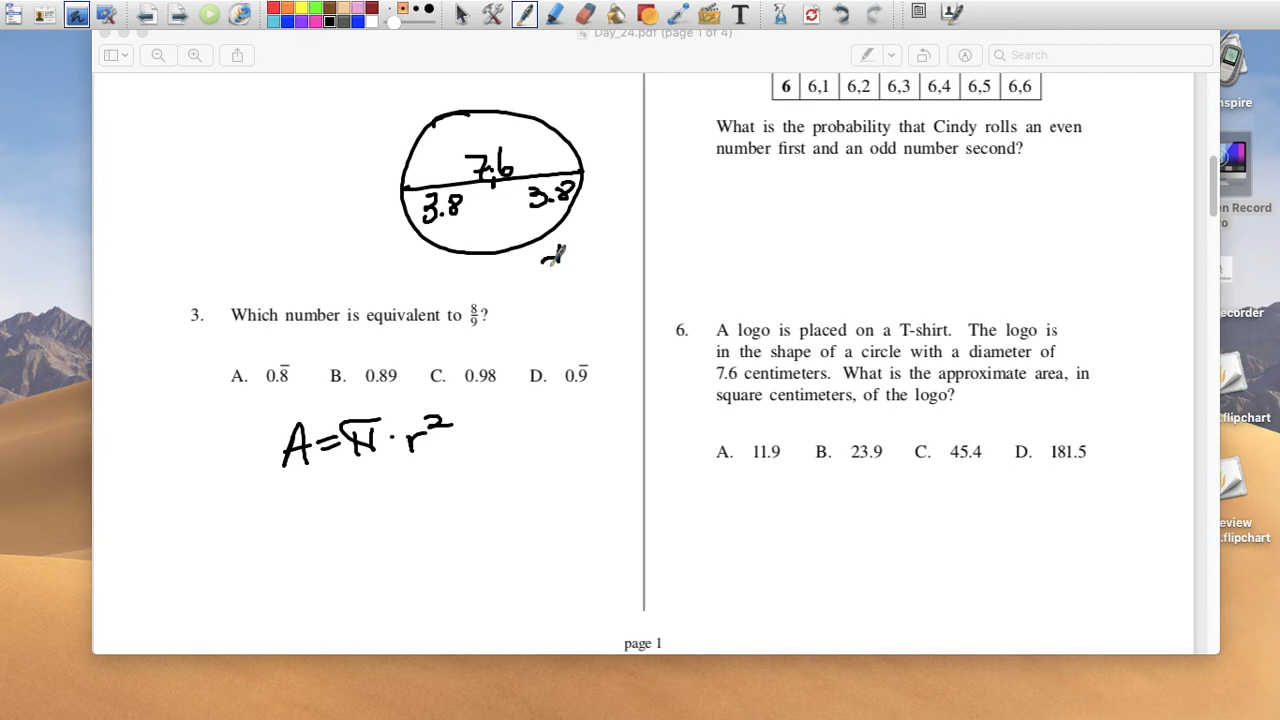 Day_24.pdf (page 1 of 4)
Search
7.6
3.8 3.8
3. Which number is equivalent to 8/9?
A. 0.8̅ B. 0.89 C. 0.98 D. 0.9̅
A=π·r²
6 6,1 6,2 6,3 6,4 6,5 6,6
What is the probability that Cindy rolls an even
number first and an odd number second?
6. A logo is placed on a T-shirt. The logo is
in the shape of a circle with a diameter of
7.6 centimeters. What is the approximate area, in
square centimeters, of the logo?
A. 11.9 B. 23.9 C. 45.4 D. 181.5
page 1
nspire
en Record
ro
ecorder
.flipchart
eview
.flipchart